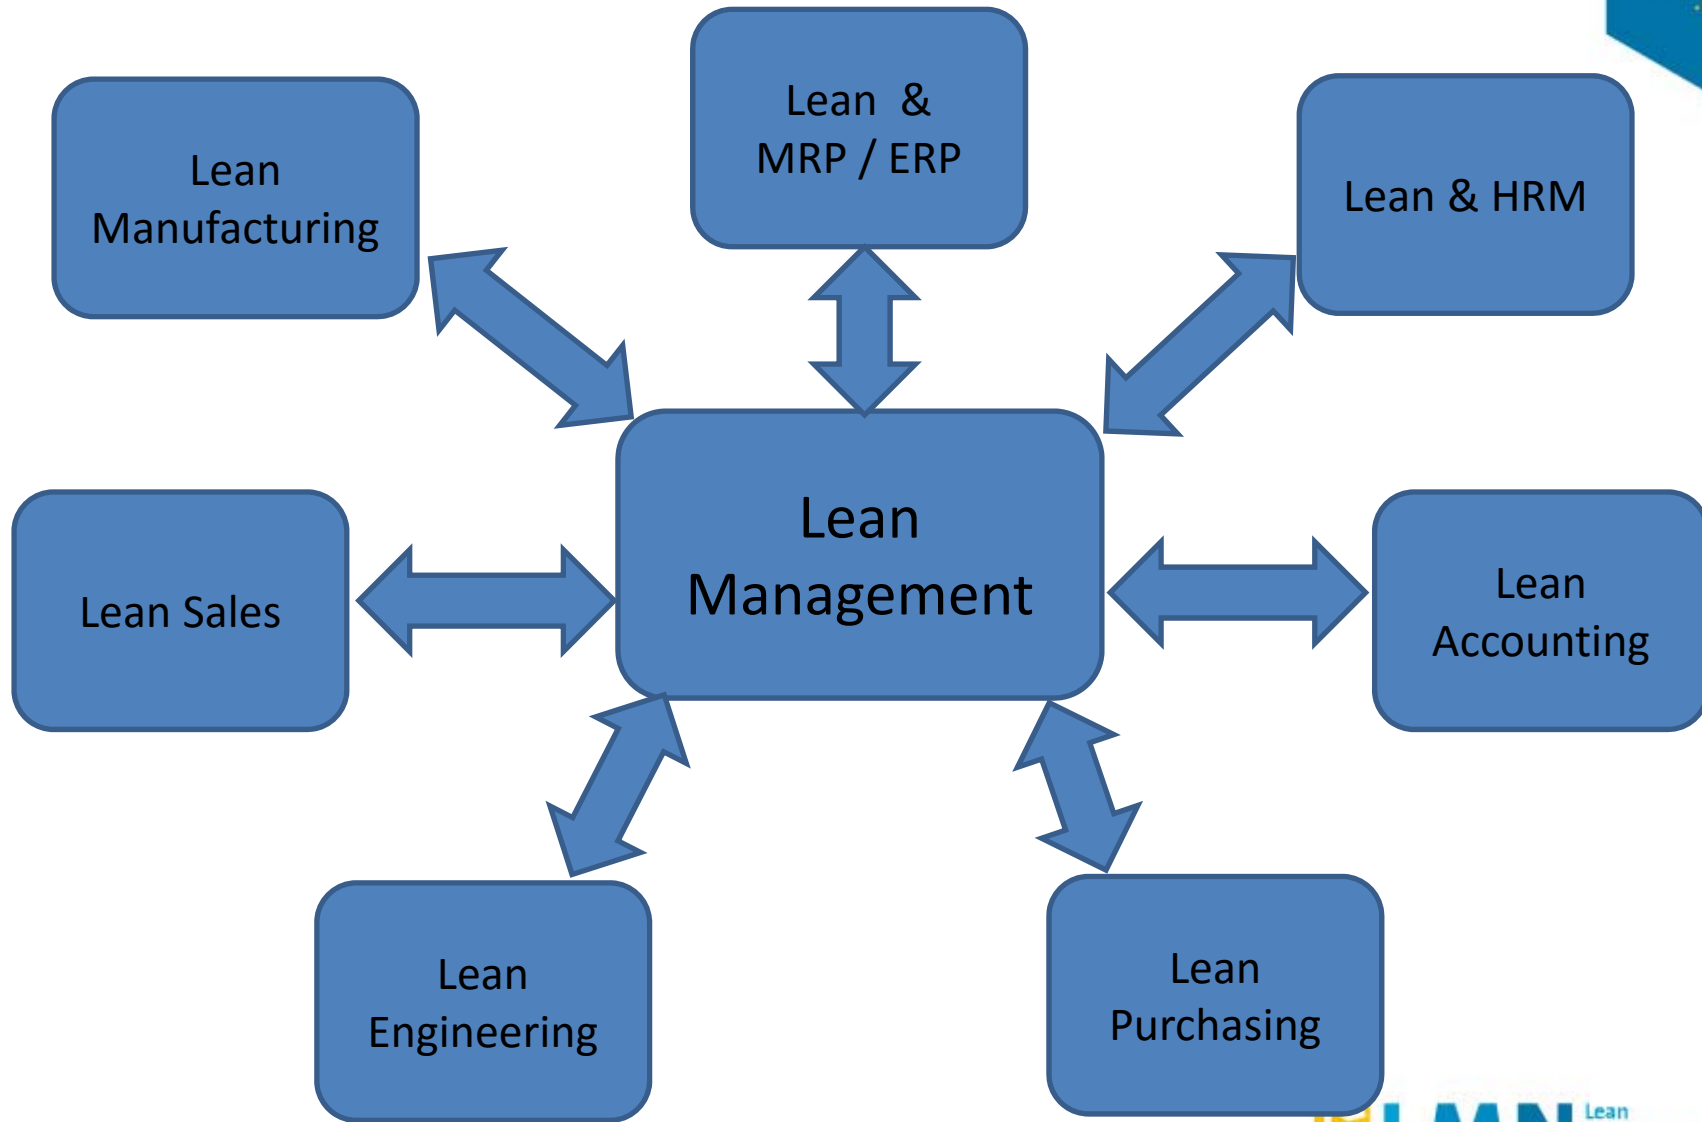 Lean &
MRP / ERP
Lean
Manufacturing
Lean & HRM
Lean
Management
Lean Sales
Lean
Accounting
Lean
Engineering
Lean
Purchasing
Lean